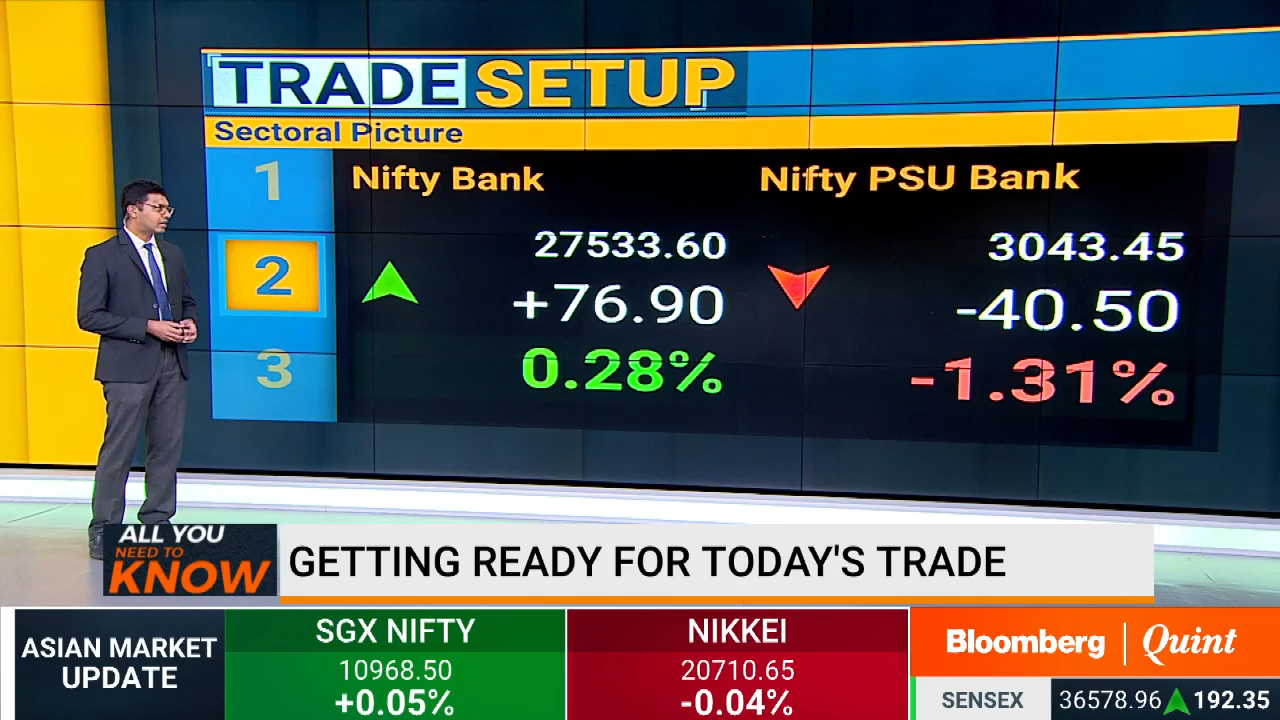 TRADE SETUP
Sectoral Picture
1
2
3
Nifty Bank
27533.60
+76.90
0.28%
Nifty PSU Bank
3043.45
-40.50
-1.31%
ALL YOU
NEED TO
KNOW
GETTING READY FOR TODAY'S TRADE
ASIAN MARKET
UPDATE
SGX NIFTY
10968.50
+0.05%
NIKKEI
20710.65
-0.04%
Bloomberg | Quint
SENSEX 36578.96 192.35